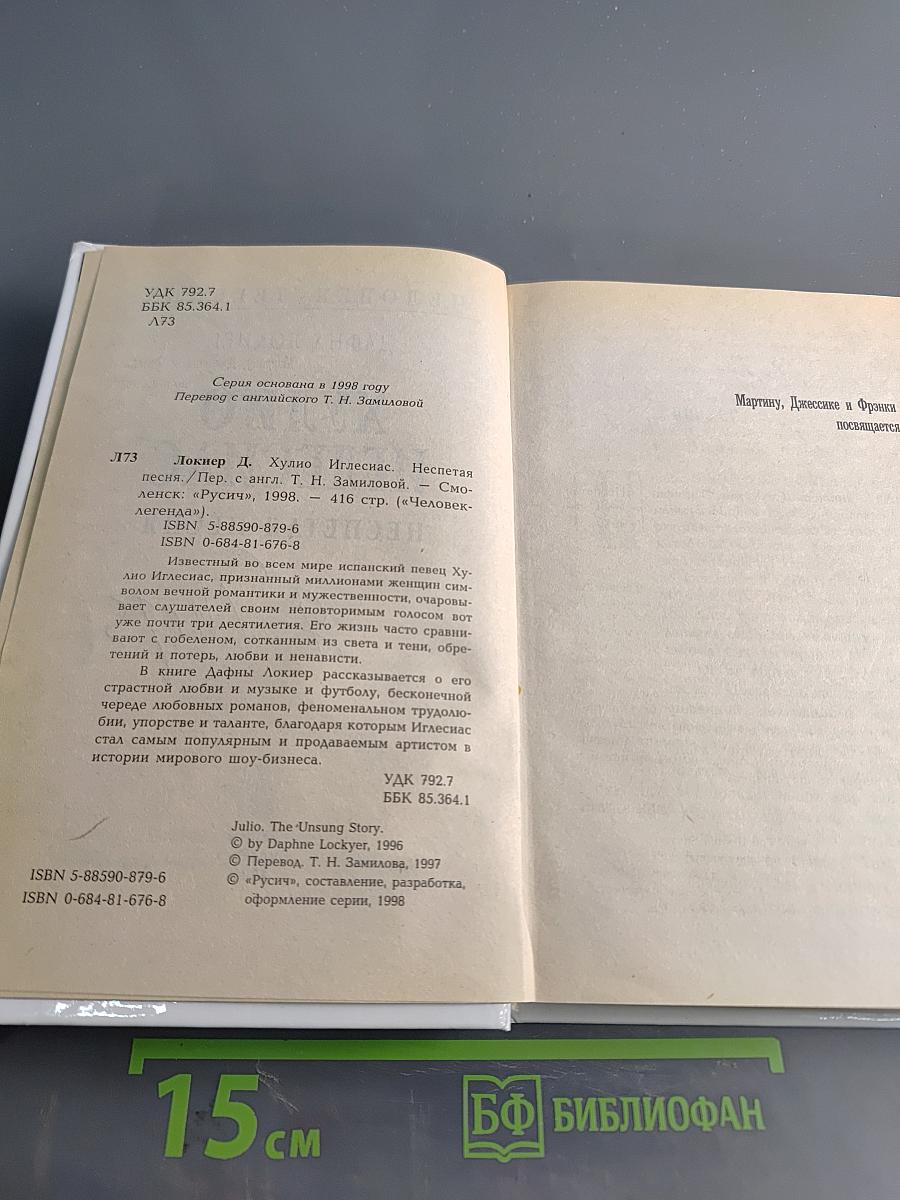 УДК 792.7
ББК 85.364.1
Л73
Серия основана в 1998 году
Перевод с английского Т. Н. Замиловой
Л73 Локиер Д. Хулио Иглесиас. Неспетая
песня./Пер. с англ. Т. Н. Замиловой. — Смо-
ленск: «Русич», 1998. — 416 стр. («Человек-
легенда»).
ISBN 5-88590-879-6
ISBN 0-684-81-676-8
Известный во всем мире испанский певец Ху-
лио Иглесиас, признанный миллионами женщин сим-
волом вечной романтики и мужественности, очаровы-
вает слушателей своим неповторимым голосом вот
уже почти три десятилетия. Его жизнь часто сравни-
вают с гобеленом, сотканным из света и тени, обре-
тений и потерь, любви и ненависти.
В книге Дафны Локиер рассказывается о его
страстной любви и музыке и футболу, бесконечной
череде любовных романов, феноменальном трудолю-
бии, упорстве и таланте, благодаря которым Иглесиас
стал самым популярным и продаваемым артистом в
истории мирового шоу-бизнеса.
УДК 792.7
ББК 85.364.1
Julio. The Unsung Story.
© by Daphne Lockyer, 1996
© Перевод. Т. Н. Замилова, 1997
© «Русич», составление, разработка,
оформление серии, 1998
ISBN 5-88590-879-6
ISBN 0-684-81-676-8
Мартину, Джессике и Фрэнки
посвящается
15 см
БФ БИБЛИОФАН